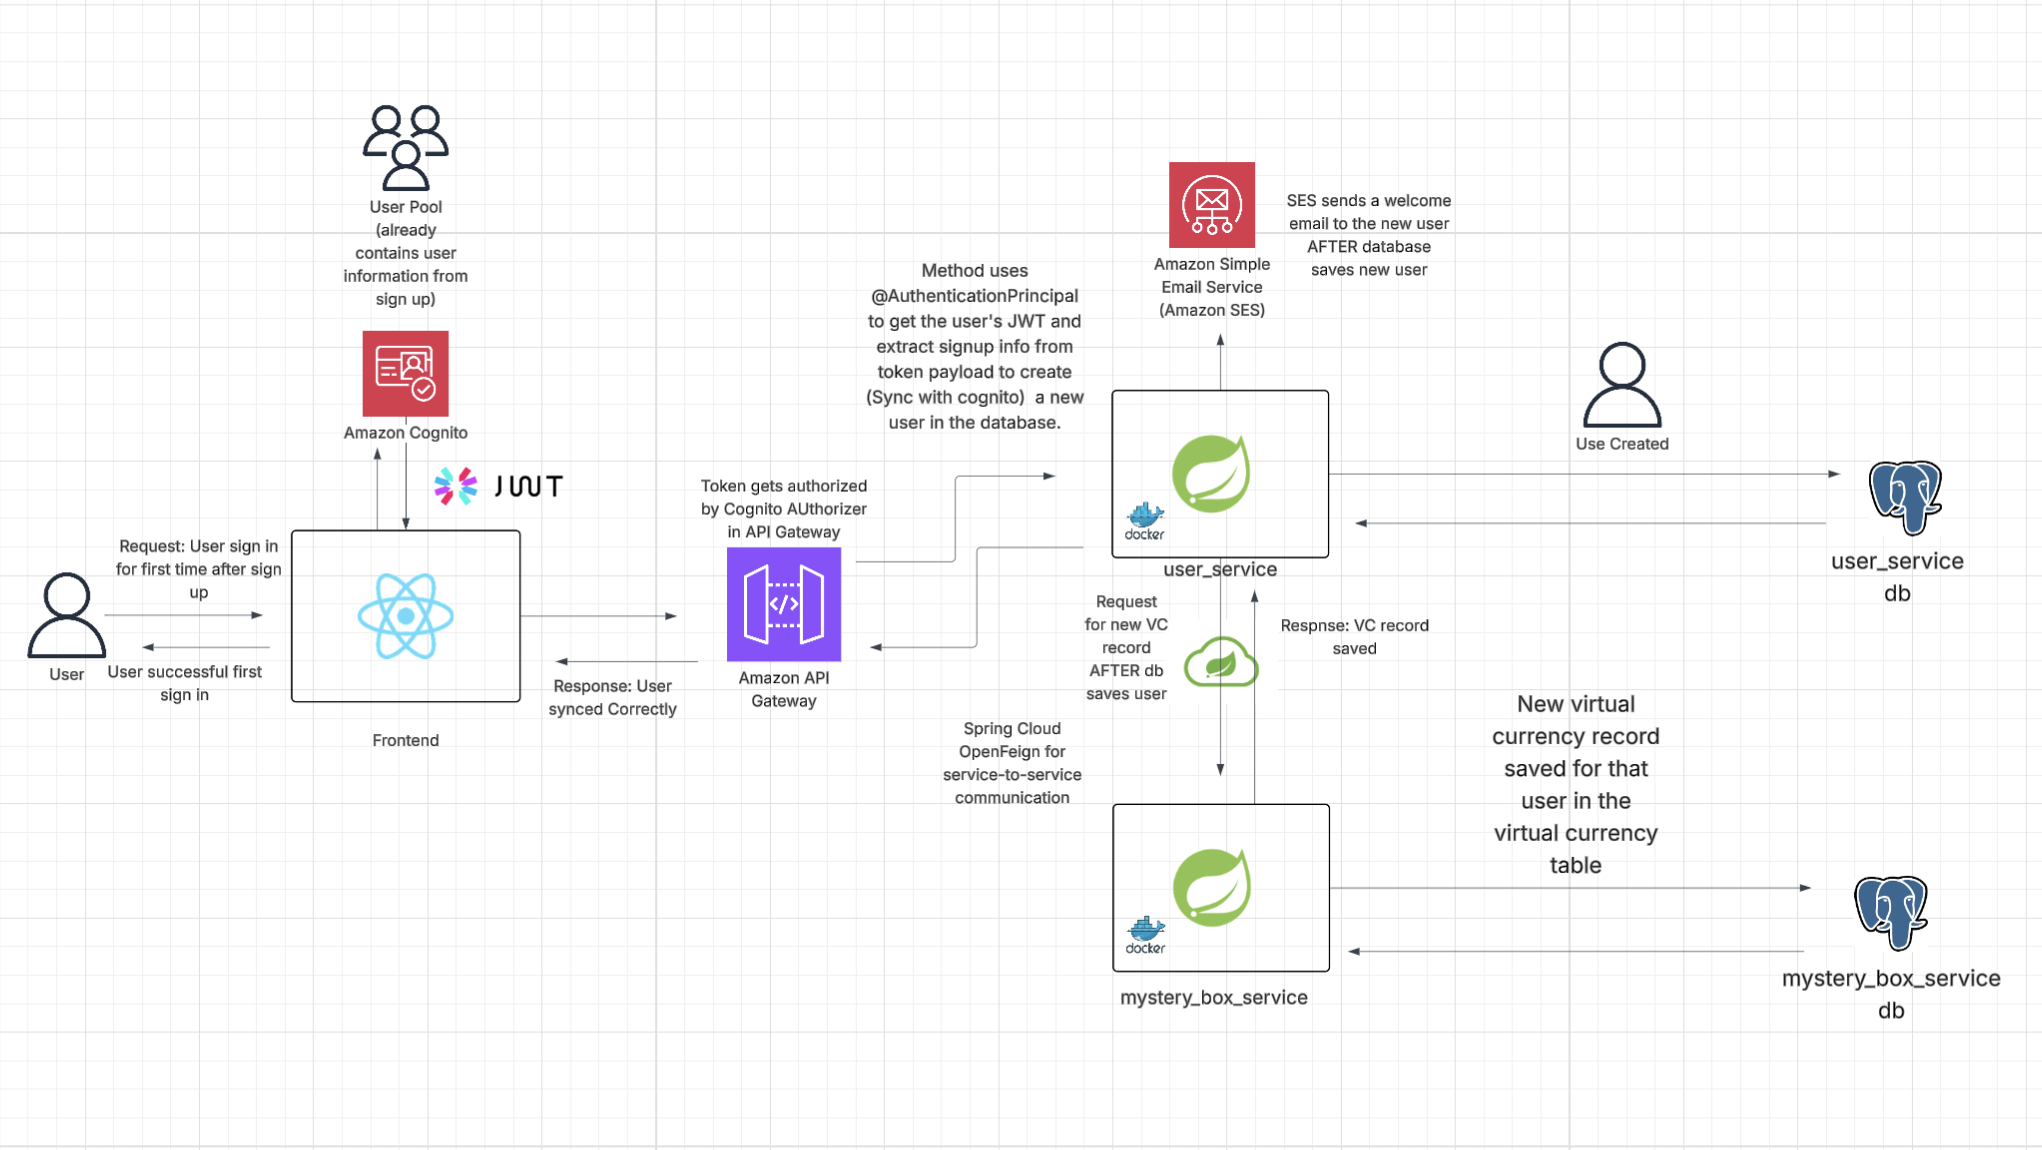 User Pool
(already
contains user
information from
sign up)
Amazon Cognito
JWT
Request: User sign in
for first time after sign
up
User
User successful first
sign in
Frontend
Response: User
synced Correctly
Token gets authorized
by Cognito AUthorizer
in API Gateway
Amazon API
Gateway
Method uses
@AuthenticationPrincipal
to get the user's JWT and
extract signup info from
token payload to create
(Sync with cognito)  a new
user in the database.
Amazon Simple
Email Service
(Amazon SES)
SES sends a welcome
email to the new user
AFTER database
saves new user
docker
user_service
Use Created
user_service
db
Request
for new VC
record
AFTER db
saves user
Respnse: VC record
saved
Spring Cloud
OpenFeign for
service-to-service
communication
docker
mystery_box_service
New virtual
currency record
saved for that
user in the
virtual currency
table
mystery_box_service
db